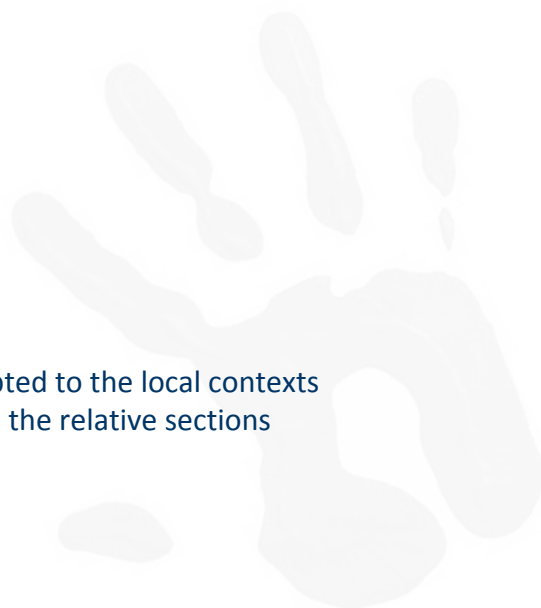 pted to the local contexts
the relative sections